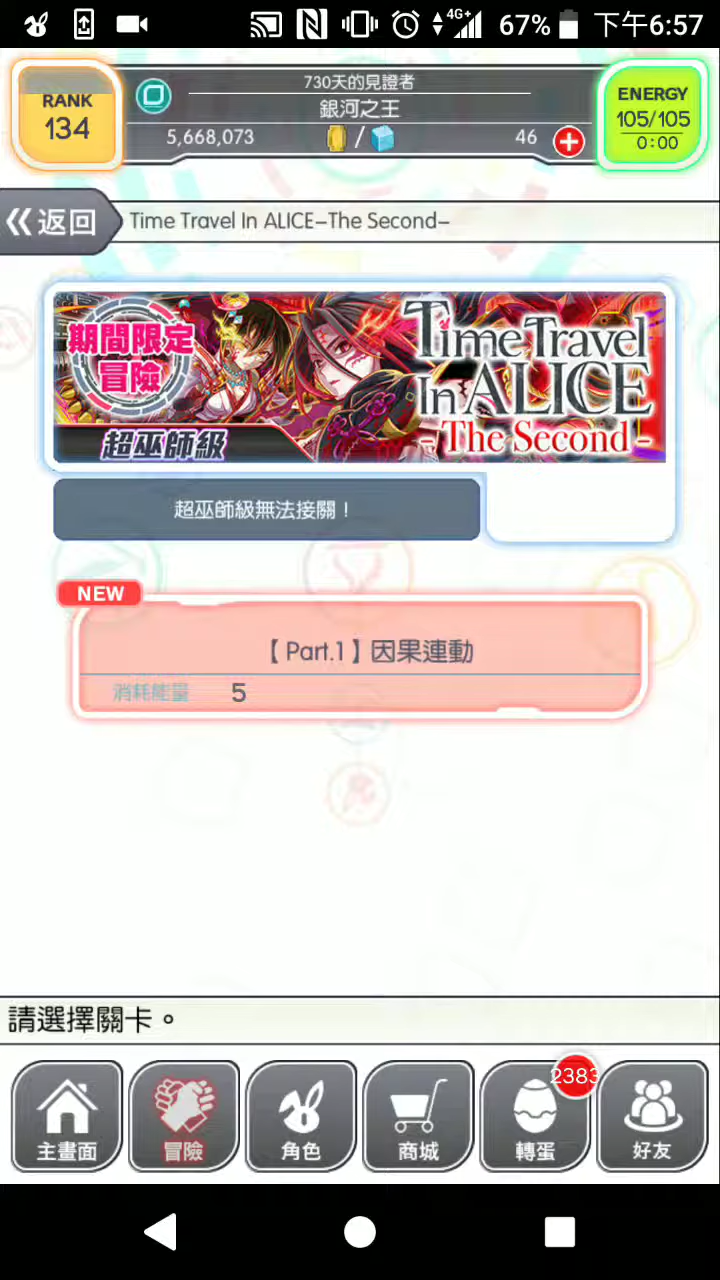 4G+ 67% 下午6:57
RANK
134
730天的見證者
銀河之王
5,668,073 / 46
ENERGY
105/105
0:00
返回
Time Travel In ALICE-The Second-
期間限定
冒險
超巫師級
Time Travel
In ALICE
-The Second-
超巫師級無法接關！
NEW
【Part.1】因果連動
消耗能量 5
請選擇關卡。
2383
主畫面 冒險 角色 商城 轉蛋 好友